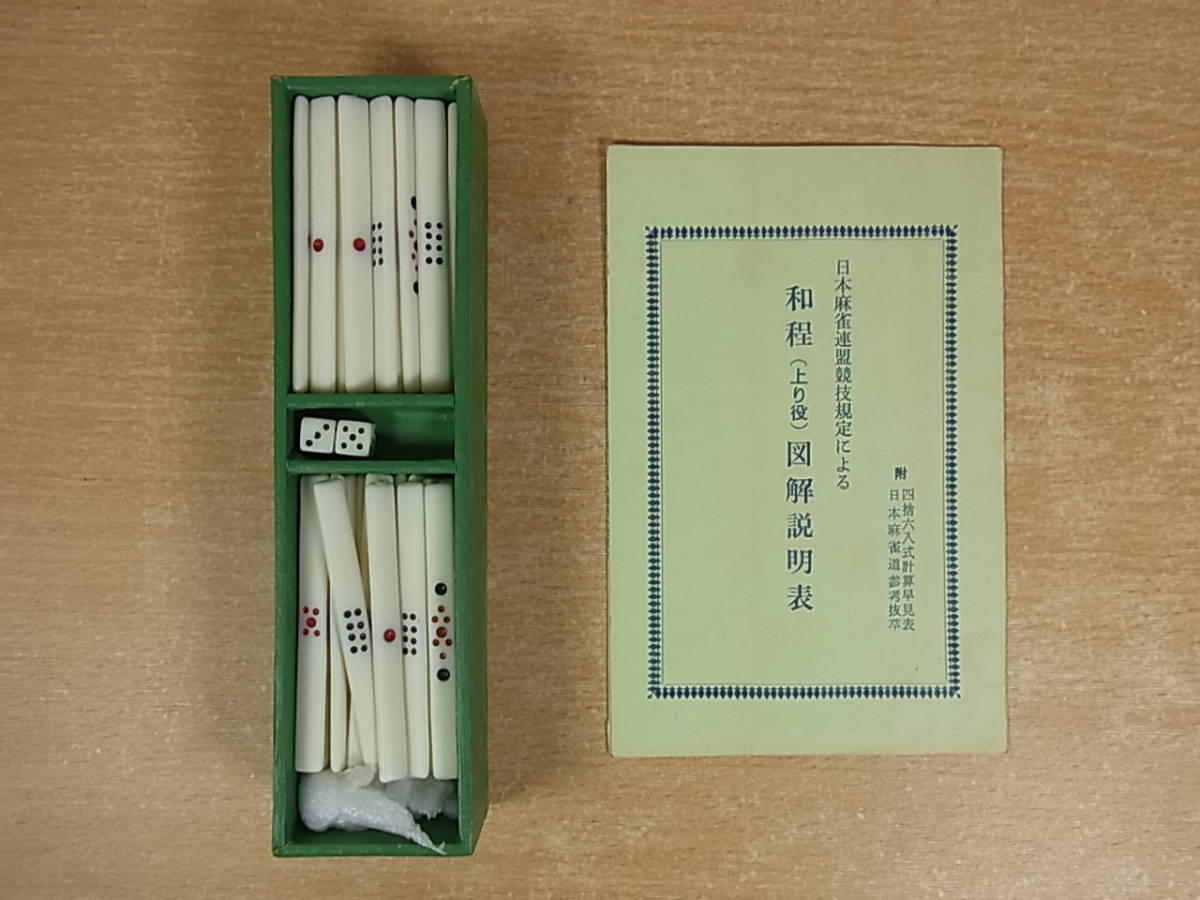 附
四捨六入式計算早見表
日本麻雀道参考抜萃
日本麻雀連盟競技規定による
和程（上り役）図解説明表